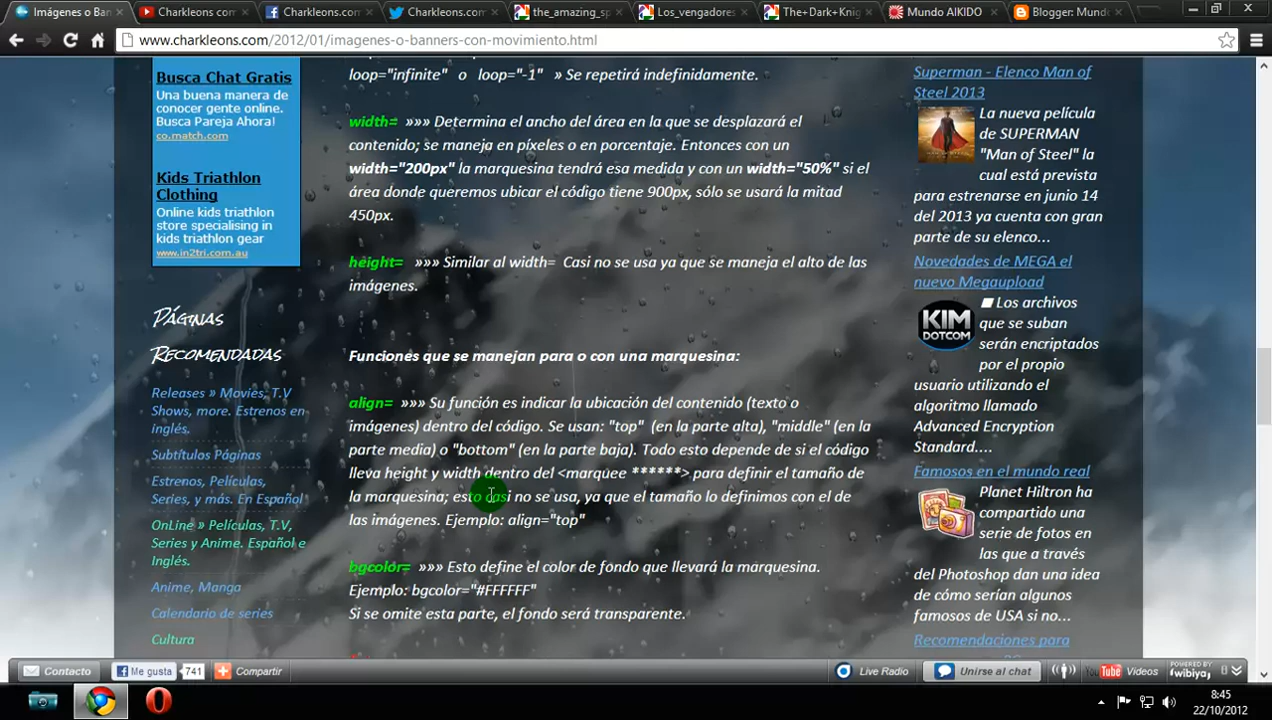 Imágenes o Ban
Charkleons.com
Charkleons.com
Charkleons.com
the_amazing_sp
Los_vengadores
The+Dark+Knig
Mundo AIKIDO
Blogger: Mund
www.charkleons.com/2012/01/imagenes-o-banners-con-movimiento.html
Busca Chat Gratis
Una buena manera de
conocer gente online.
Busca Pareja Ahora!
co.match.com
Kids Triathlon
Clothing
Online kids triathlon
store specialising in
kids triathlon gear
www.in2tri.com.au
Páginas
Recomendadas
Releases » Movies, T.V
Shows, more. Estrenos en
inglés.
Subtítulos Páginas
Estrenos, Películas,
Series, y más. En Español
OnLine » Películas, T.V,
Series y Anime. Español e
Inglés.
Anime, Manga
Calendario de series
Cultura
loop="infinite" o loop="-1" » Se repetirá indefinidamente.
width= »»» Determina el ancho del área en la que se desplazará el
contenido; se maneja en píxeles o en porcentaje. Entonces con un
width="200px" la marquesina tendrá esa medida y con un width="50%" si el
área donde queremos ubicar el código tiene 900px, sólo se usará la mitad
450px.
height= »»» Similar al width= Casi no se usa ya que se maneja el alto de las
imágenes.
Funciones que se manejan para o con una marquesina:
align= »»» Su función es indicar la ubicación del contenido (texto o
imágenes) dentro del código. Se usan: "top" (en la parte alta), "middle" (en la
parte media) o "bottom" (en la parte baja). Todo esto depende de si el código
lleva height y width dentro del <marquee ******> para definir el tamaño de
la marquesina; esto casi no se usa, ya que el tamaño lo definimos con el de
las imágenes. Ejemplo: align="top"
bgcolor= »»» Esto define el color de fondo que llevará la marquesina.
Ejemplo: bgcolor="#FFFFFF"
Si se omite esta parte, el fondo será transparente.
Superman - Elenco Man of
Steel 2013
La nueva película
de SUPERMAN
"Man of Steel" la
cual está prevista
para estrenarse en junio 14
del 2013 ya cuenta con gran
parte de su elenco...
Novedades de MEGA el
nuevo Megaupload
KIM
DOTCOM
■ Los archivos
que se suban
serán encriptados
por el propio
usuario utilizando el
algoritmo llamado
Advanced Encryption
Standard....
Famosos en el mundo real
Planet Hiltron ha
compartido una
serie de fotos en
las que a través
del Photoshop dan una idea
de cómo serían algunos
famosos de USA si no...
Recomendaciones para
Contacto
Me gusta
741
Compartir
Live Radio
Unirse al chat
YouTube Videos
POWERED BY
wibiya
8:45
22/10/2012